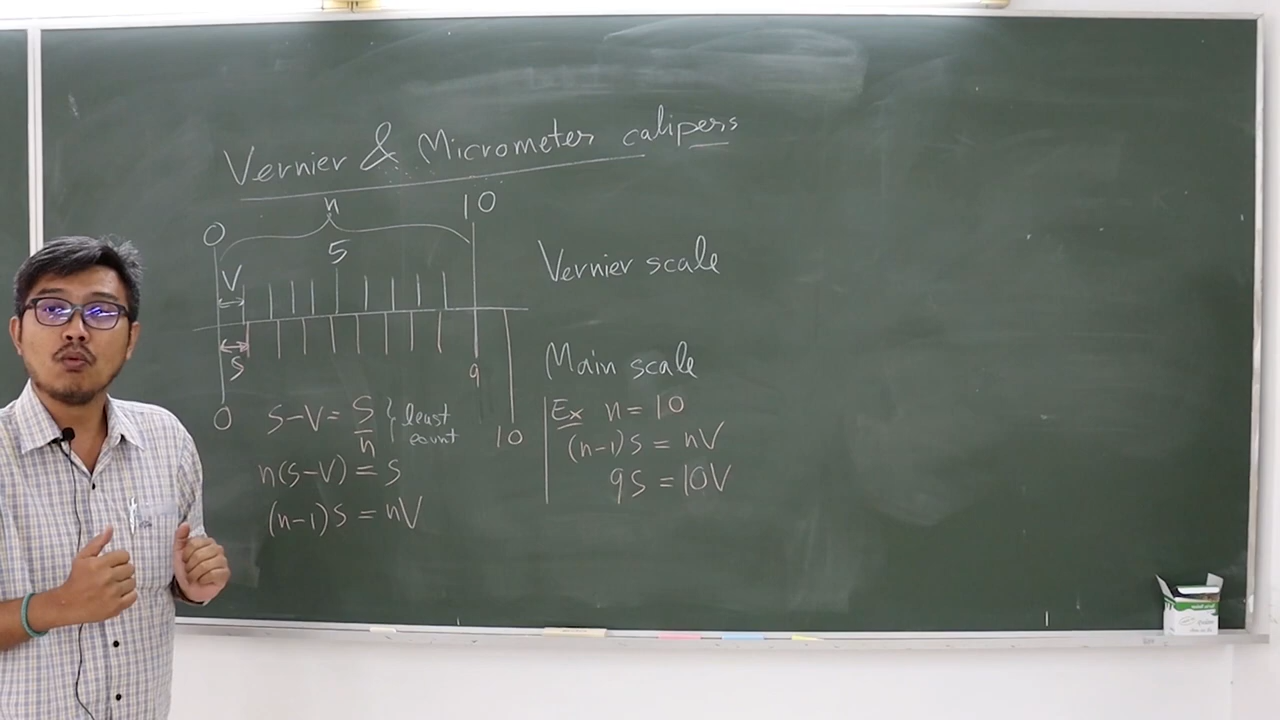 Vernier & Micrometer calipers
n
0 10
5
V
Vernier scale
S
Main scale
9
0 10
S-V = S/n } least count
n(S-V) = S
(n-1)S = nV
Ex n = 10
(n-1)S = nV
9S = 10V